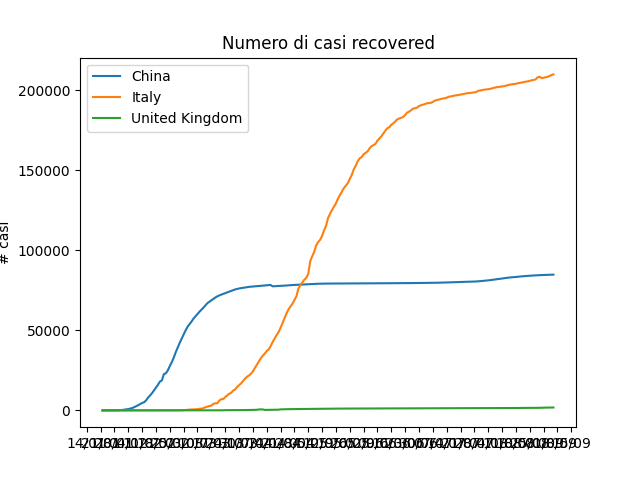 Numero di casi recovered
China
Italy
United Kingdom
200000
150000
100000
50000
0
# casi